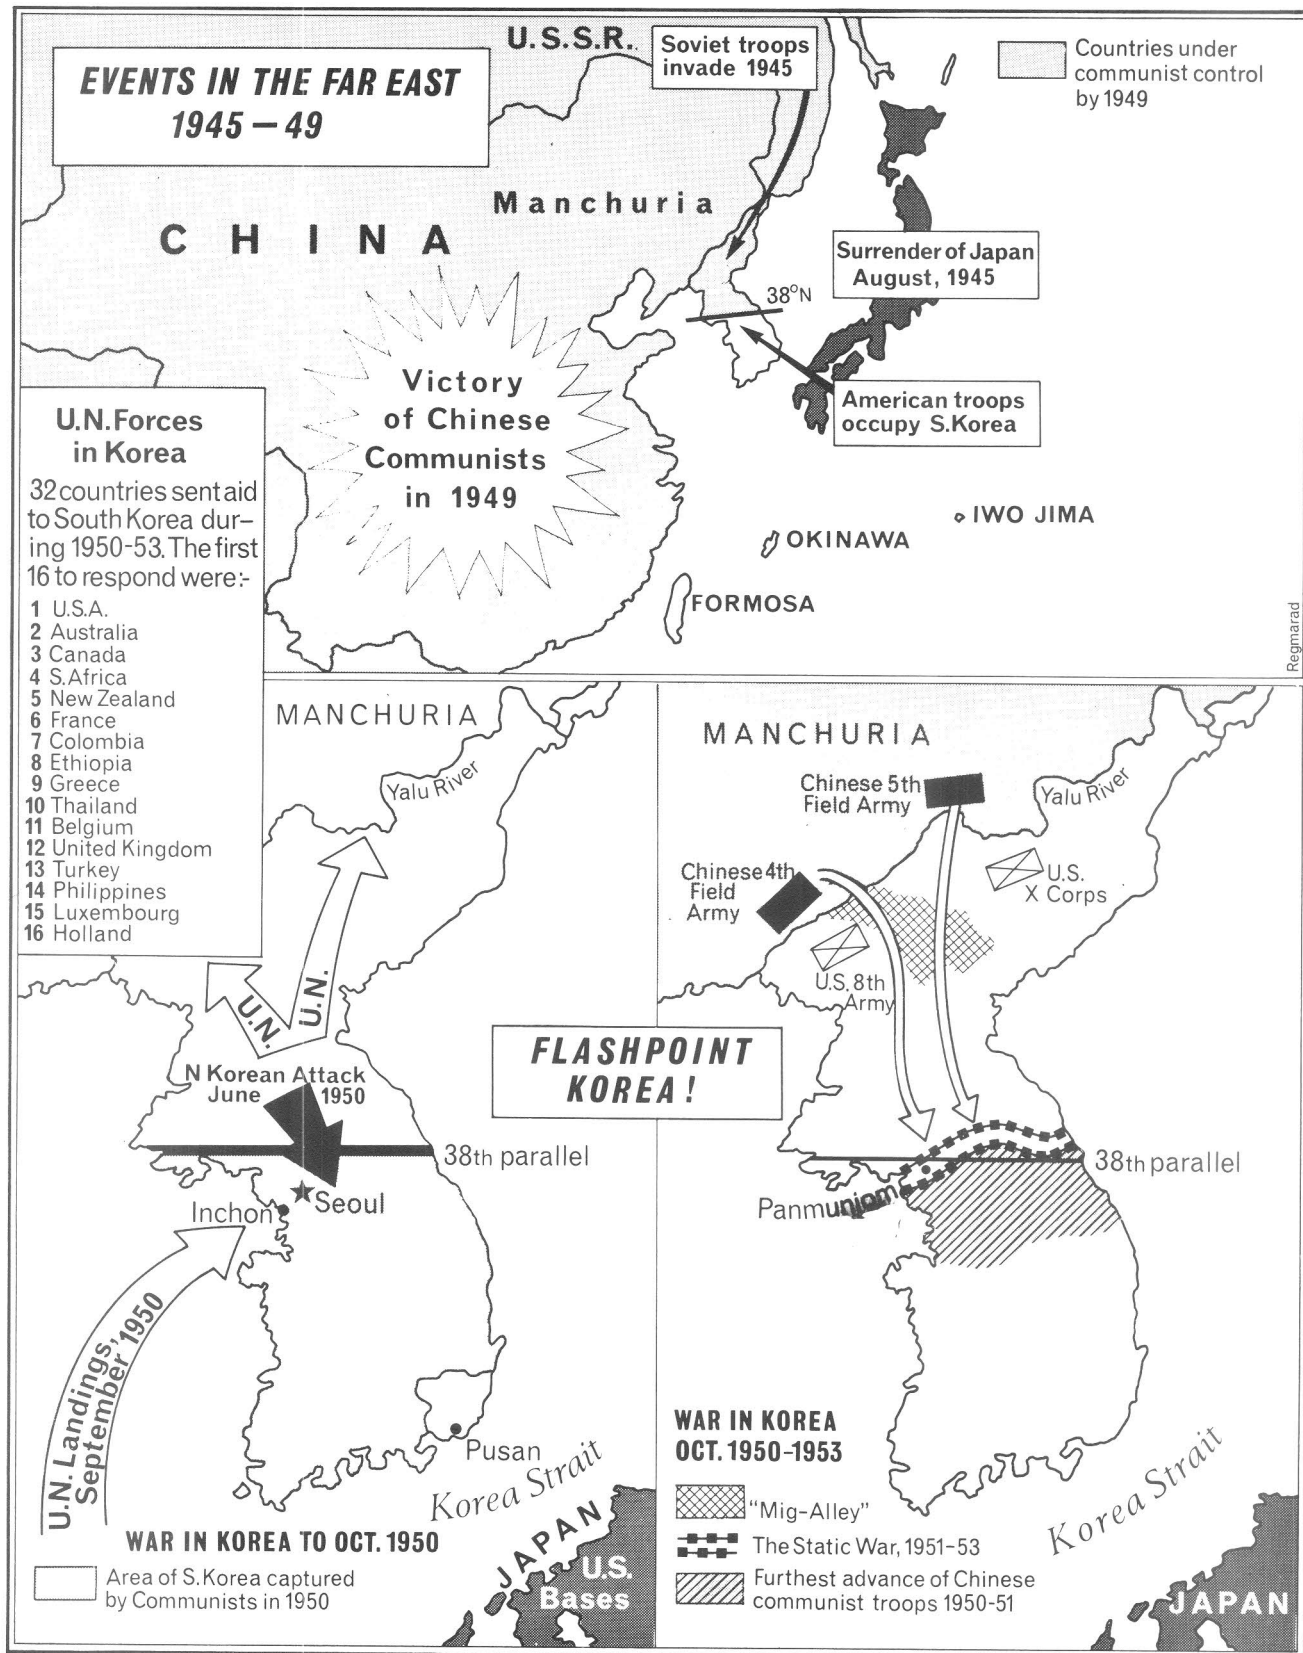 U.S.S.R.
Soviet troops
invade 1945
Countries under
communist control
by 1949
EVENTS IN THE FAR EAST
1945 – 49
Manchuria
CHINA
Surrender of Japan
August, 1945
38°N
Victory
of Chinese
Communists
in 1949
American troops
occupy S.Korea
IWO JIMA
OKINAWA
FORMOSA
Regmarad
U.N.Forces
in Korea
32 countries sent aid
to South Korea dur–
ing 1950-53. The first
16 to respond were:-
1 U.S.A.
2 Australia
3 Canada
4 S.Africa
5 New Zealand
6 France
7 Colombia
8 Ethiopia
9 Greece
10 Thailand
11 Belgium
12 United Kingdom
13 Turkey
14 Philippines
15 Luxembourg
16 Holland
MANCHURIA
Yalu River
U.N.
U.N.
N Korean Attack
June 1950
38th parallel
Seoul
Inchon
U.N. Landings,
September 1950
Pusan
Korea Strait
JAPAN
U.S.
Bases
WAR IN KOREA TO OCT. 1950
Area of S.Korea captured
by Communists in 1950
FLASHPOINT
KOREA!
MANCHURIA
Chinese 5th
Field Army
Yalu River
Chinese 4th
Field
Army
U.S.
X Corps
U.S. 8th
Army
38th parallel
Panmunjom
WAR IN KOREA
OCT. 1950-1953
"Mig-Alley"
The Static War, 1951-53
Furthest advance of Chinese
communist troops 1950-51
Korea Strait
JAPAN